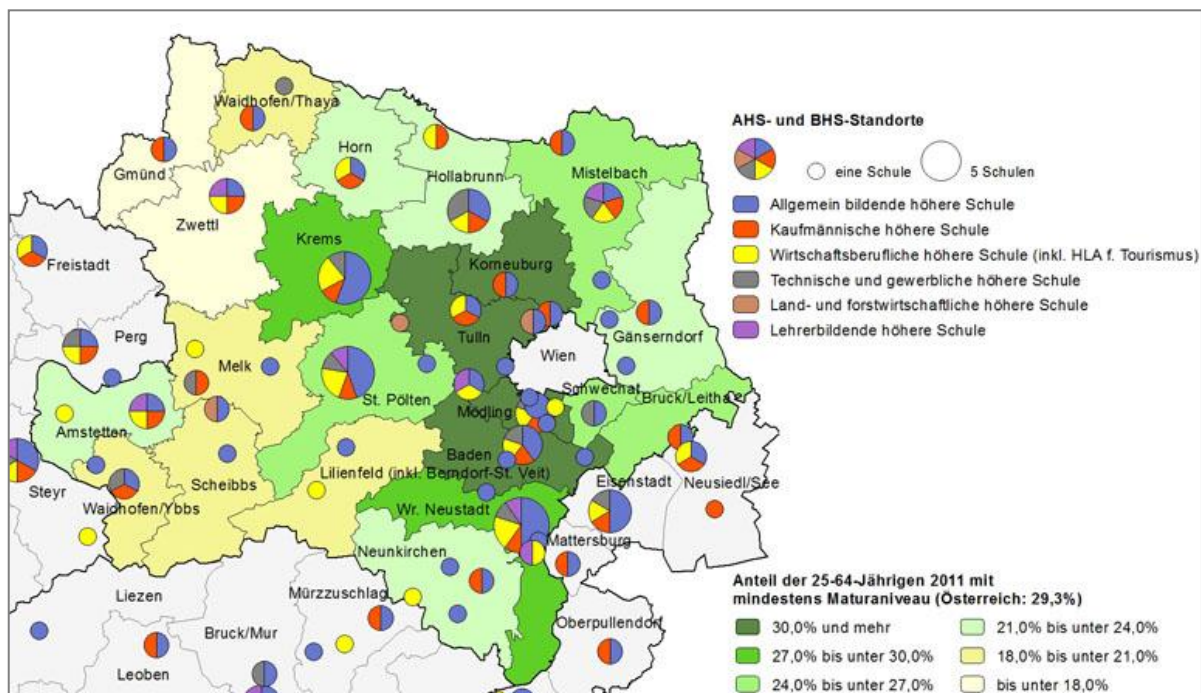 Waidhofen/Thaya
Gmünd
Horn
Hollabrunn
Mistelbach
Zwettl
Krems
Korneuburg
Freistadt
Perg
Tulln
Gänserndorf
Wien
Melk
St. Pölten
Schwechat
Mödling
Bruck/Leitha
Amstetten
Baden
Scheibbs
Lilienfeld (inkl. Berndorf-St. Veit)
Eisenstadt
Neusiedl/See
Steyr
Waidhofen/Ybbs
Wr. Neustadt
Mattersburg
Neunkirchen
Liezen
Mürzzuschlag
Bruck/Mur
Oberpullendorf
Leoben
AHS- und BHS-Standorte
eine Schule
5 Schulen
Allgemein bildende höhere Schule
Kaufmännische höhere Schule
Wirtschaftsberufliche höhere Schule (inkl. HLA f. Tourismus)
Technische und gewerbliche höhere Schule
Land- und forstwirtschaftliche höhere Schule
Lehrerbildende höhere Schule
Anteil der 25-64-Jährigen 2011 mit
mindestens Maturaniveau (Österreich: 29,3%)
30,0% und mehr
21,0% bis unter 24,0%
27,0% bis unter 30,0%
18,0% bis unter 21,0%
24,0% bis unter 27,0%
bis unter 18,0%